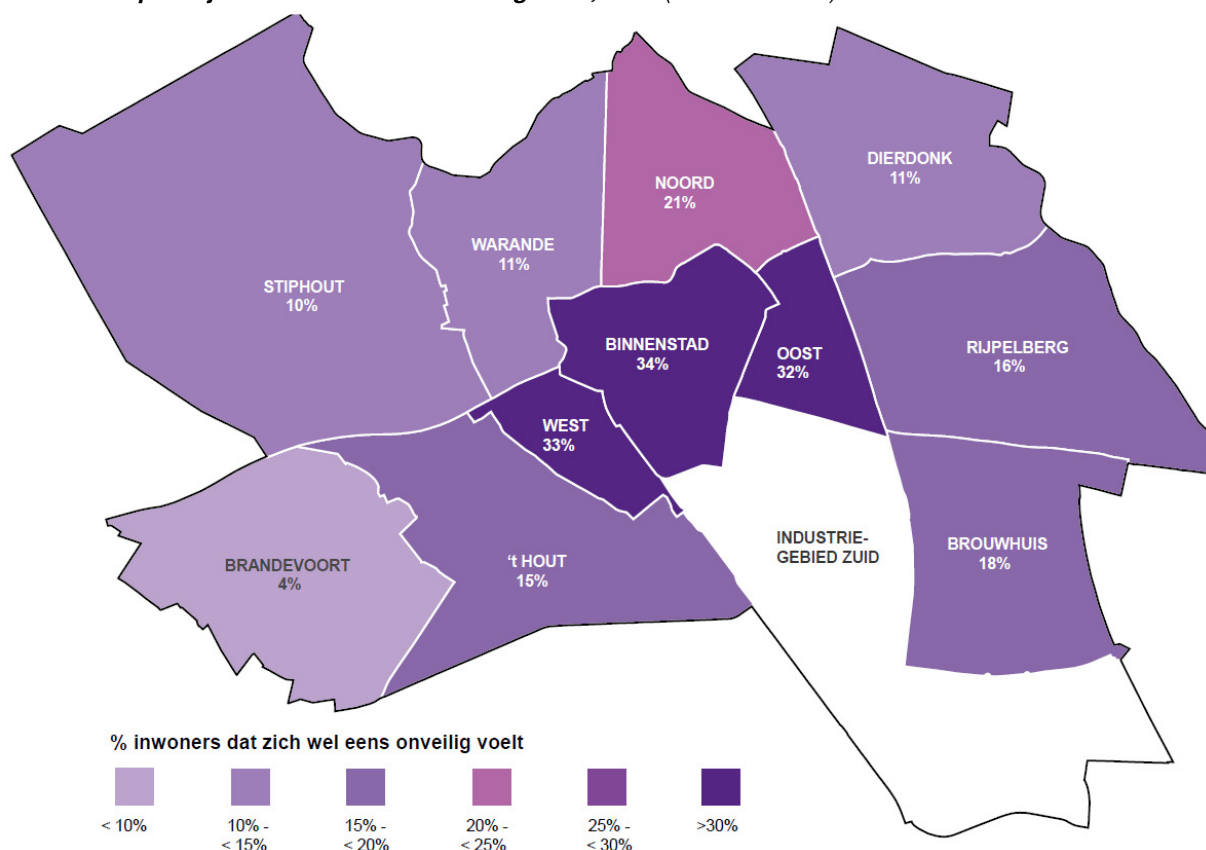 DIERDONK
11%
NOORD
21%
WARANDE
11%
STIPHOUT
10%
BINNENSTAD
34%
OOST
32%
RIJPELBERG
16%
WEST
33%
INDUSTRIE-
GEBIED ZUID
BROUWHUIS
18%
BRANDEVOORT
4%
‘t HOUT
15%
% inwoners dat zich wel eens onveilig voelt
< 10%
10% -
< 15%
15% -
< 20%
20% -
< 25%
25% -
< 30%
>30%